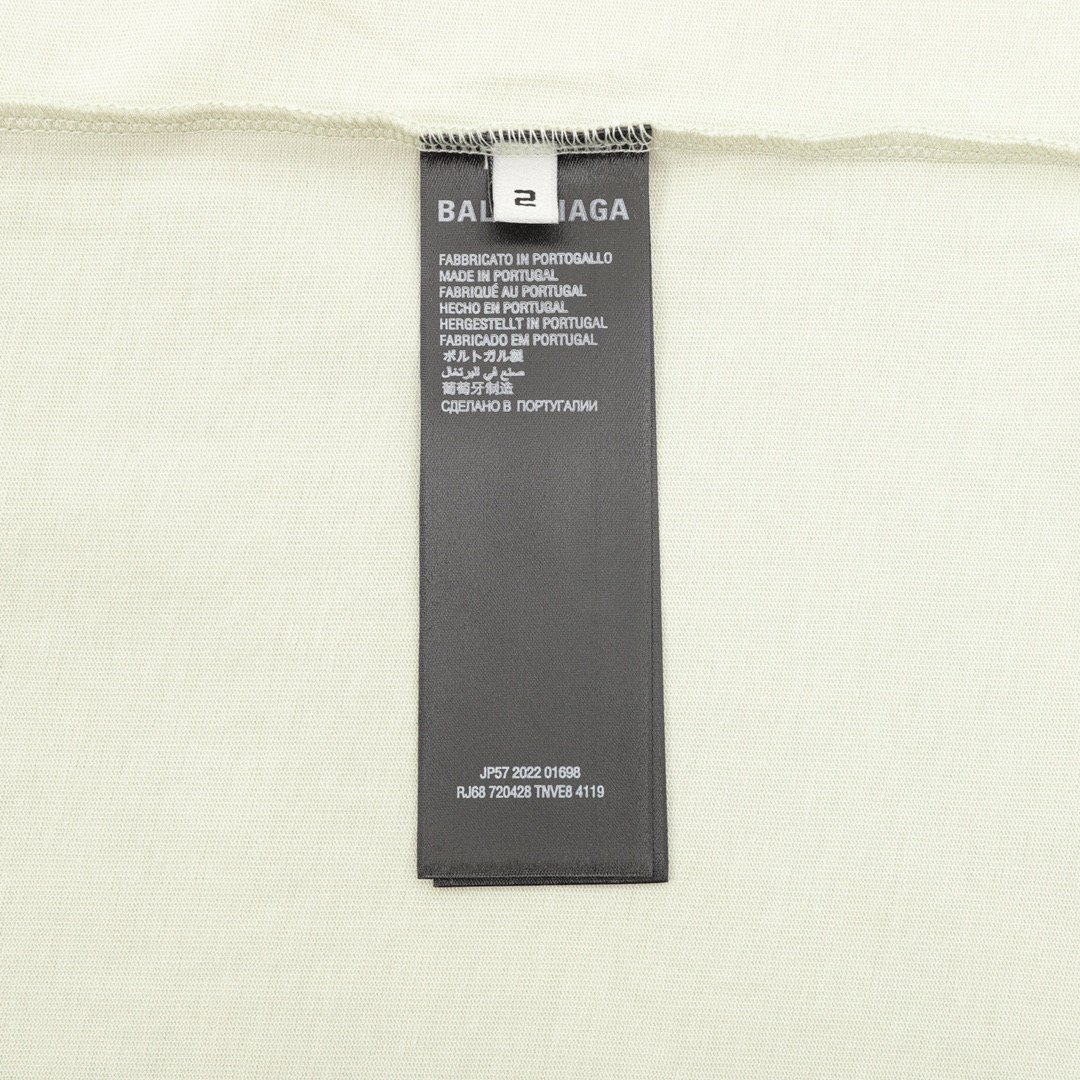 2
BAL IAGA
FABBRICATO IN PORTOGALLO
MADE IN PORTUGAL
FABRIQUÉ AU PORTUGAL
HECHO EN PORTUGAL
HERGESTELLT IN PORTUGAL
FABRICADO EM PORTUGAL
ポルトガル製
صنع في البرتغال
葡萄牙制造
СДЕЛАНО В ПОРТУГАЛИИ
JP57 2022 01698
RJ68 720428 TNVE8 4119